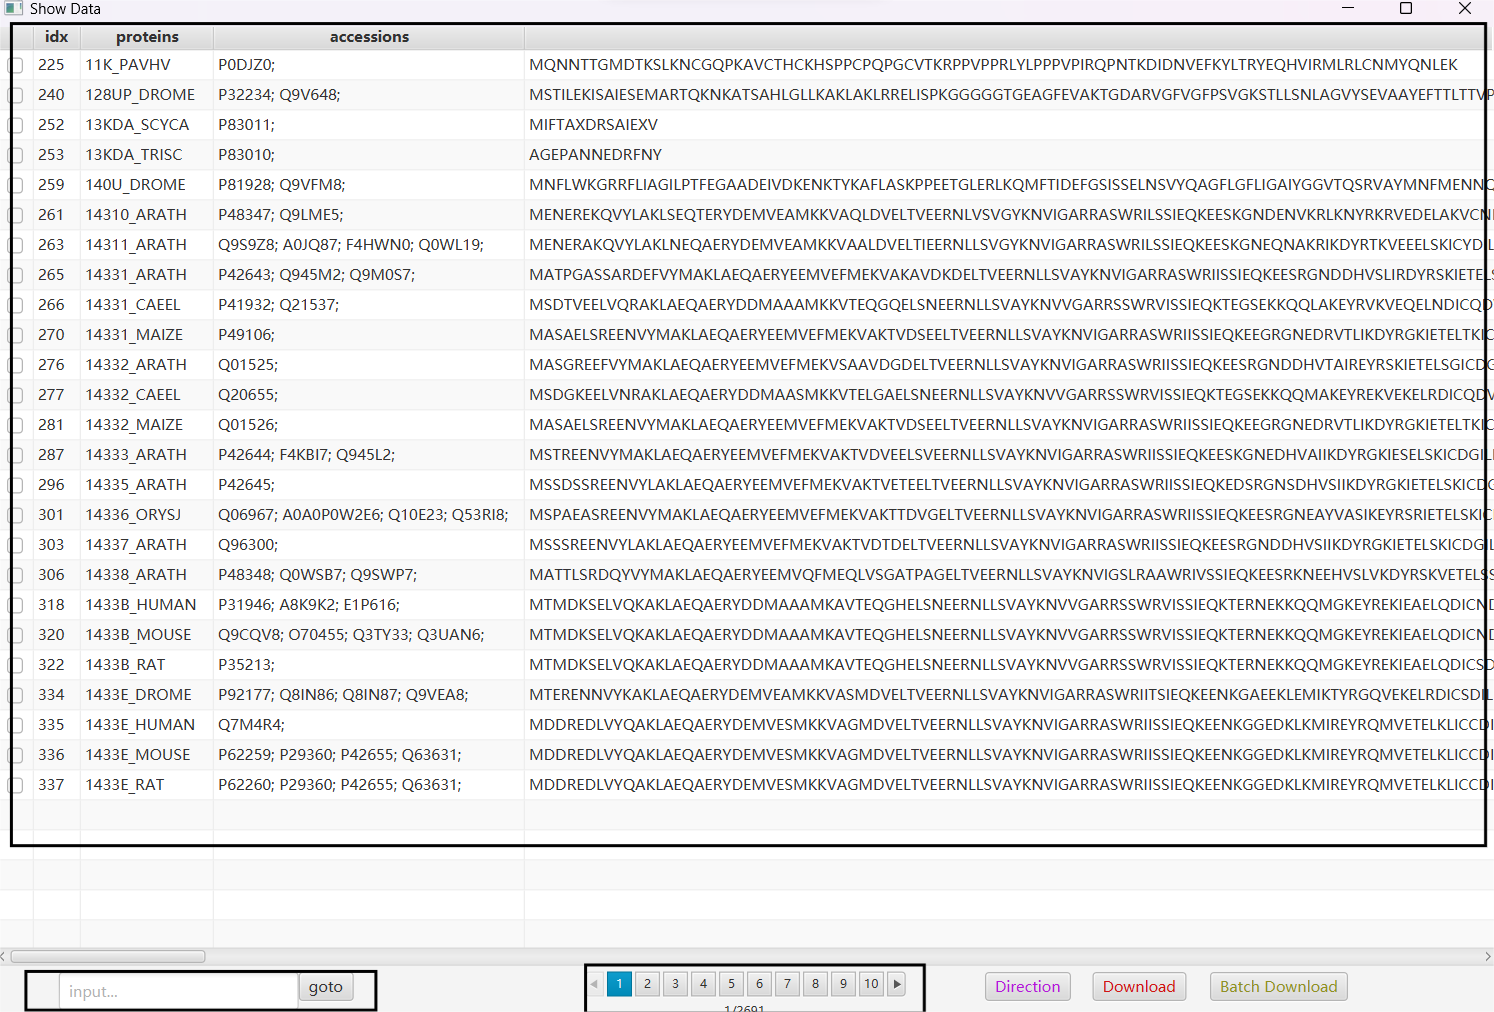 Show Data
idx proteins accessions
225 11K_PAVHV P0DJZ0; MQNNTTGMDTKSLKNCGQPKAVCTHCKHSPPCPQPGCVTKRPPVPPRLYLPPPVPIRQPNTKDIDNVEFKYLTRYEQHVIRMLRLCNMYQNLEK
240 128UP_DROME P32234; Q9V648; MSTILEKISAIESEMARTQKNKATSAHLGLLKAKLAKLRRELISPKGGGGGTGEAGFEVAKTGDARVGFVGFPSVGKSTLLSNLAGVYSEVAAYEFTTLTTVP
252 13KDA_SCYCA P83011; MIFTAXDRSAIEXV
253 13KDA_TRISC P83010; AGEPANNEDRFNY
259 140U_DROME P81928; Q9VFM8; MNFLWKGRRFLIAGILPTFEGAADEIVDKENKTYKAFLASKPPEETGLERLKQMFTIDEFGSISSELNSVYQAGFLGFLIGAIYGGVTQSRVAYMNFMENNQ
261 14310_ARATH P48347; Q9LME5; MENEREKQVYLAKLSEQTERYDEMVEAMKKVAQLDVELTVEERNLVSVGYKNVIGARRASWRILSSIEQKEESKGNDENVKRLKNYRKRVEDELAKVCN
263 14311_ARATH Q9S9Z8; A0JQ87; F4HWN0; Q0WL19; MENERAKQVYLAKLNEQAERYDEMVEAMKKVAALDVELTIEERNLLSVGYKNVIGARRASWRILSSIEQKEESKGNEQNAKRIKDYRTKVEEELSKICYDIL
265 14331_ARATH P42643; Q945M2; Q9M0S7; MATPGASSARDEFVYMAKLAEQAERYEEMVEFMEKVAKAVDKDELTVEERNLLSVAYKNVIGARRASWRIISSIEQKEESRGNDDHVSLIRDYRSKIETELS
266 14331_CAEEL P41932; Q21537; MSDTVEELVQRAKLAEQAERYDDMAAAMKKVTEQGQELSNEERNLLSVAYKNVVGARRSSWRVISSIEQKTEGSEKKQQLAKEYRVKVEQELNDICQD
270 14331_MAIZE P49106; MASAELSREENVYMAKLAEQAERYEEMVEFMEKVAKTVDSEELTVEERNLLSVAYKNVIGARRASWRIISSIEQKEEGRGNEDRVTLIKDYRGKIETELTKIC
276 14332_ARATH Q01525; MASGREEFVYMAKLAEQAERYEEMVEFMEKVSAAVDGDELTVEERNLLSVAYKNVIGARRASWRIISSIEQKEESRGNDDHVTAIREYRSKIETELSGICDG
277 14332_CAEEL Q20655; MSDGKEELVNRAKLAEQAERYDDMAASMKKVTELGAELSNEERNLLSVAYKNVVGARRSSWRVISSIEQKTEGSEKKQQMAKEYREKVEKELRDICQDV
281 14332_MAIZE Q01526; MASAELSREENVYMAKLAEQAERYEEMVEFMEKVAKTVDSEELTVEERNLLSVAYKNVIGARRASWRIISSIEQKEEGRGNEDRVTLIKDYRGKIETELTKIC
287 14333_ARATH P42644; F4KBI7; Q945L2; MSTREENVYMAKLAEQAERYEEMVEFMEKVAKTVDVEELSVEERNLLSVAYKNVIGARRASWRIISSIEQKEESKGNEDHVAIIKDYRGKIESELSKICDGIL
296 14335_ARATH P42645; MSSDSSREENVYLAKLAEQAERYEEMVEFMEKVAKTVETEELTVEERNLLSVAYKNVIGARRASWRIISSIEQKEDSRGNSDHVSIIKDYRGKIETELSKICDG
301 14336_ORYSJ Q06967; A0A0P0W2E6; Q10E23; Q53RI8; MSPAEASREENVYMAKLAEQAERYEEMVEFMEKVAKTTDVGELTVEERNLLSVAYKNVIGARRASWRIISSIEQKEESRGNEAYVASIKEYRSRIETELSKIC
303 14337_ARATH Q96300; MSSSREENVYLAKLAEQAERYEEMVEFMEKVAKTVDTDELTVEERNLLSVAYKNVIGARRASWRIISSIEQKEESRGNDDHVSIIKDYRGKIETELSKICDGIL
306 14338_ARATH P48348; Q0WSB7; Q9SWP7; MATTLSRDQYVYMAKLAEQAERYEEMVQFMEQLVSGATPAGELTVEERNLLSVAYKNVIGSLRAAWRIVSSIEQKEESRKNEEHVSLVKDYRSKVETELSS
318 1433B_HUMAN P31946; A8K9K2; E1P616; MTMDKSELVQKAKLAEQAERYDDMAAAMKAVTEQGHELSNEERNLLSVAYKNVVGARRSSWRVISSIEQKTERNEKKQQMGKEYREKIEAELQDICND
320 1433B_MOUSE Q9CQV8; O70455; Q3TY33; Q3UAN6; MTMDKSELVQKAKLAEQAERYDDMAAAMKAVTEQGHELSNEERNLLSVAYKNVVGARRSSWRVISSIEQKTERNEKKQQMGKEYREKIEAELQDICND
322 1433B_RAT P35213; MTMDKSELVQKAKLAEQAERYDDMAAAMKAVTEQGHELSNEERNLLSVAYKNVVGARRSSWRVISSIEQKTERNEKKQQMGKEYREKIEAELQDICSD
334 1433E_DROME P92177; Q8IN86; Q8IN87; Q9VEA8; MTERENNVYKAKLAEQAERYDEMVEAMKKVASMDVELTVEERNLLSVAYKNVIGARRASWRIITSIEQKEENKGAEEKLEMIKTYRGQVEKELRDICSDIL
335 1433E_HUMAN Q7M4R4; MDDREDLVYQAKLAEQAERYDEMVESMKKVAGMDVELTVEERNLLSVAYKNVIGARRASWRIISSIEQKEENKGGEDKLKMIREYRQMVETELKLICCDI
336 1433E_MOUSE P62259; P29360; P42655; Q63631; MDDREDLVYQAKLAEQAERYDEMVESMKKVAGMDVELTVEERNLLSVAYKNVIGARRASWRIISSIEQKEENKGGEDKLKMIREYRQMVETELKLICCDI
337 1433E_RAT P62260; P29360; P42655; Q63631; MDDREDLVYQAKLAEQAERYDEMVESMKKVAGMDVELTVEERNLLSVAYKNVIGARRASWRIISSIEQKEENKGGEDKLKMIREYRQMVETELKLICCDI
input... goto 1 2 3 4 5 6 7 8 9 10 Direction Download Batch Download
1/2691